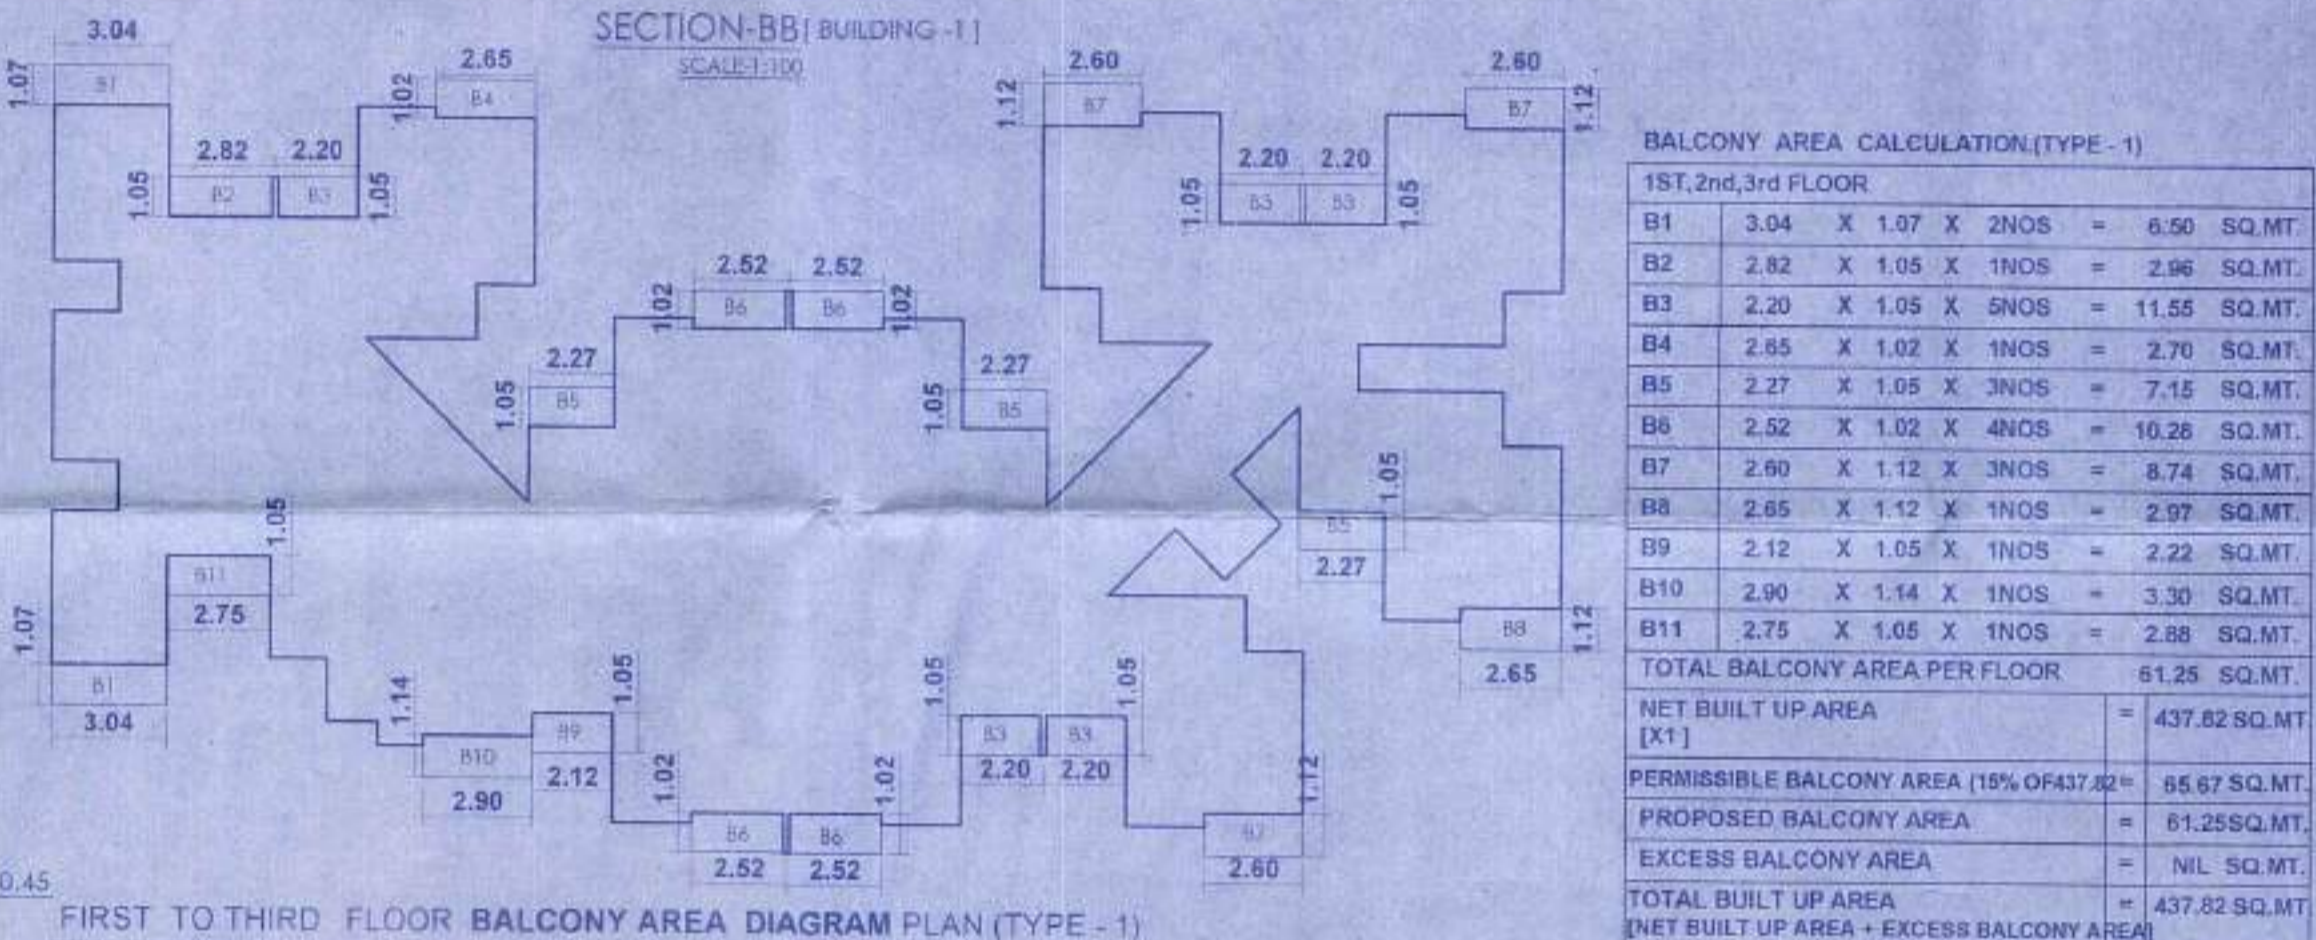 SECTION-BB[ BUILDING -1 ]
SCALE-1:100
3.04
1.07
B1
2.65
1.02
B4
2.82 2.20
1.05
B2 B3
1.05
2.60
1.12
B7
2.60
B7
1.12
2.20 2.20
1.05
B3 B3
1.05
2.52 2.52
1.02
B6 B6
1.02
2.27
1.05
B5
2.27
1.05
B5
1.05
B5
2.27
1.05
B11
2.75
1.07
B1
3.04
1.14
B10
2.90
1.05
B9
2.12
1.02
B6 B6
1.02
2.52 2.52
1.05
B3 B3
1.05
2.20 2.20
1.12
B7
2.60
B8
1.12
2.65
0.45
FIRST TO THIRD FLOOR BALCONY AREA DIAGRAM PLAN (TYPE - 1)
BALCONY AREA CALCULATION.(TYPE - 1)
1ST,2nd,3rd FLOOR
B1 3.04 X 1.07 X 2NOS = 6.50 SQ.MT.
B2 2.82 X 1.05 X 1NOS = 2.96 SQ.MT.
B3 2.20 X 1.05 X 5NOS = 11.55 SQ.MT.
B4 2.65 X 1.02 X 1NOS = 2.70 SQ.MT.
B5 2.27 X 1.05 X 3NOS = 7.15 SQ.MT.
B6 2.52 X 1.02 X 4NOS = 10.28 SQ.MT.
B7 2.60 X 1.12 X 3NOS = 8.74 SQ.MT.
B8 2.65 X 1.12 X 1NOS = 2.97 SQ.MT.
B9 2.12 X 1.05 X 1NOS = 2.22 SQ.MT.
B10 2.90 X 1.14 X 1NOS = 3.30 SQ.MT.
B11 2.75 X 1.05 X 1NOS = 2.88 SQ.MT.
TOTAL BALCONY AREA PER FLOOR 61.25 SQ.MT.
NET BUILT UP AREA = 437.82 SQ.MT
[X1 ]
PERMISSIBLE BALCONY AREA (15% OF437.82= 65.67 SQ.MT.
PROPOSED BALCONY AREA = 61.25SQ.MT.
EXCESS BALCONY AREA = NIL SQ.MT.
TOTAL BUILT UP AREA = 437.82 SQ.MT
[NET BUILT UP AREA + EXCESS BALCONY AREA]